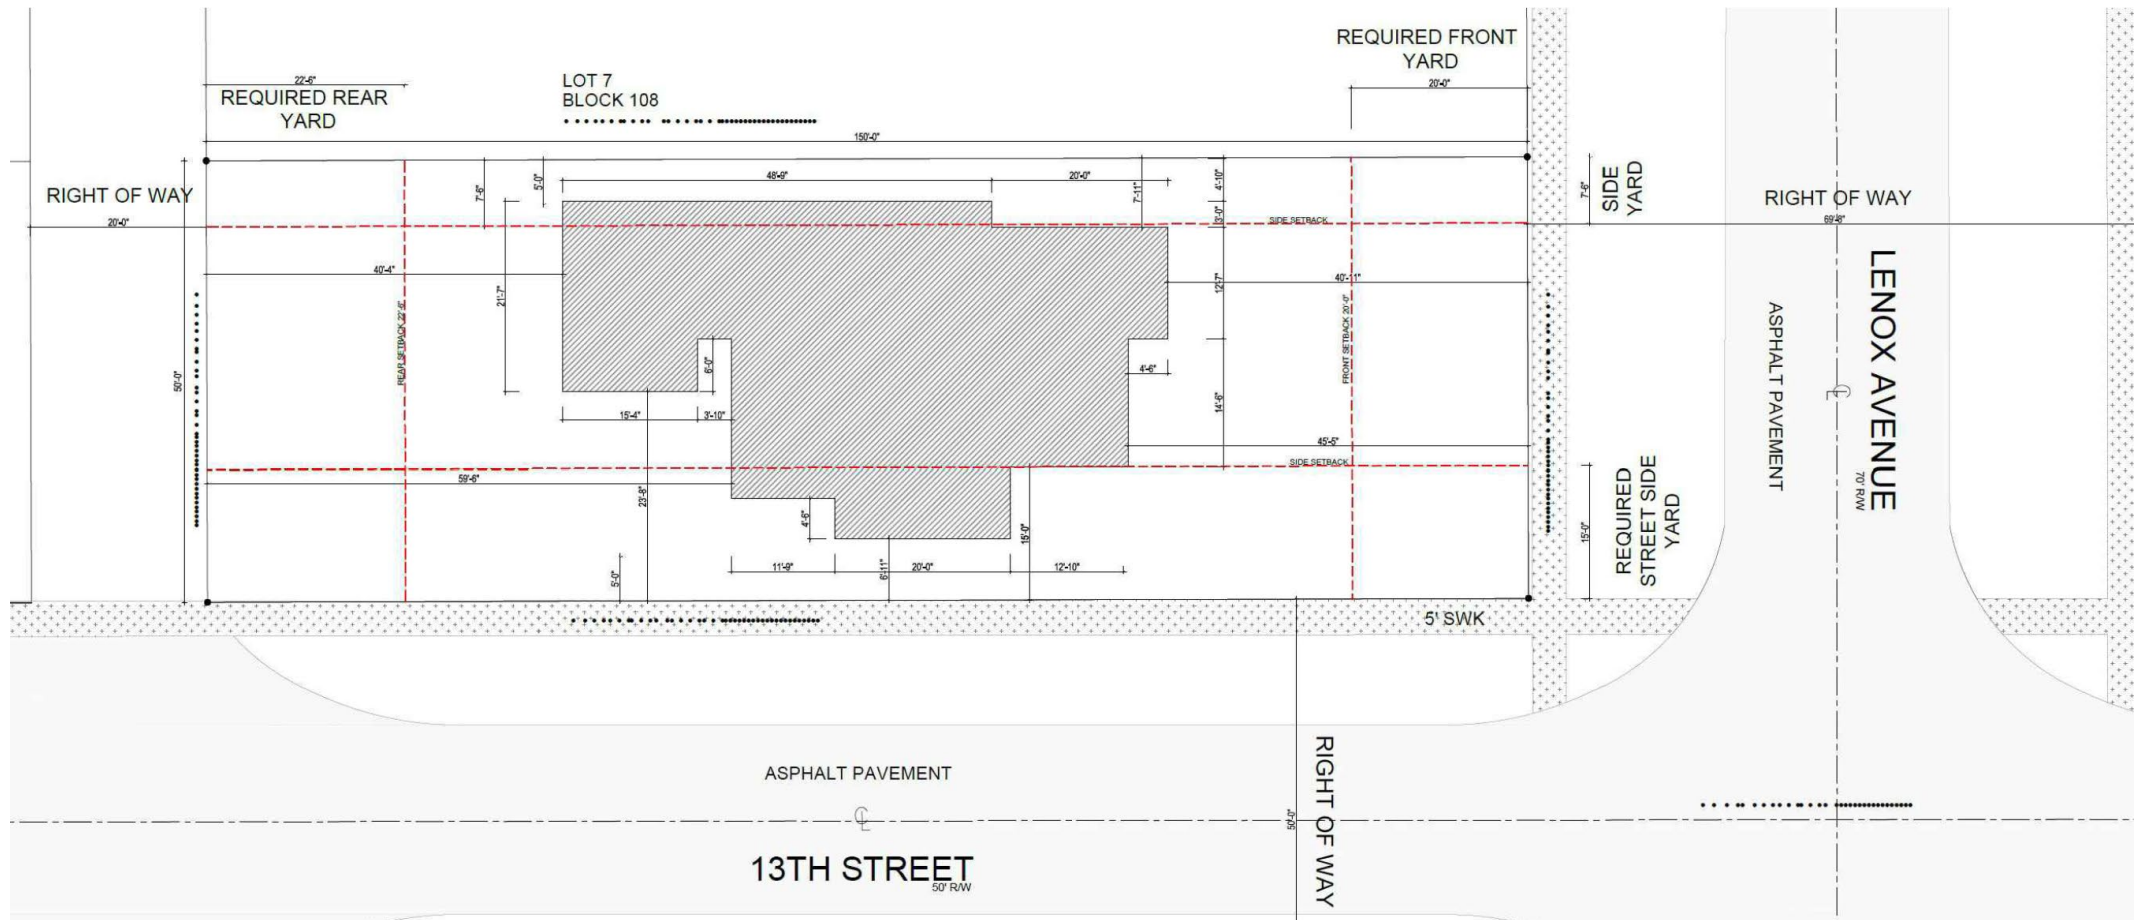 REQUIRED FRONT
YARD
20'-0"
22'-6"
REQUIRED REAR
YARD
LOT 7
BLOCK 108
150'-0"
RIGHT OF WAY
20'-0"
7'-6"
5'-0"
48'-9"
20'-0"
7'-11"
4'-10"
3'-0"
SIDE SETBACK
7'-6"
SIDE
YARD
RIGHT OF WAY
69'-8"
40'-4"
21'-7"
12'-7"
40'-11"
REAR SETBACK 22'-6"
FRONT SETBACK 20'-0"
50'-0"
6'-0"
4'-6"
15'-4"
3'-10"
14'-6"
45'-5"
SIDE SETBACK
59'-6"
23'-8"
4'-6"
15'-0"
11'-9"
6'-11"
20'-0"
12'-10"
5'-0"
15'-0"
REQUIRED
STREET SIDE
YARD
ASPHALT PAVEMENT
LENOX AVENUE
70' R/W
CL
5' SWK
ASPHALT PAVEMENT
CL
13TH STREET
50' R/W
50'-0"
RIGHT OF WAY